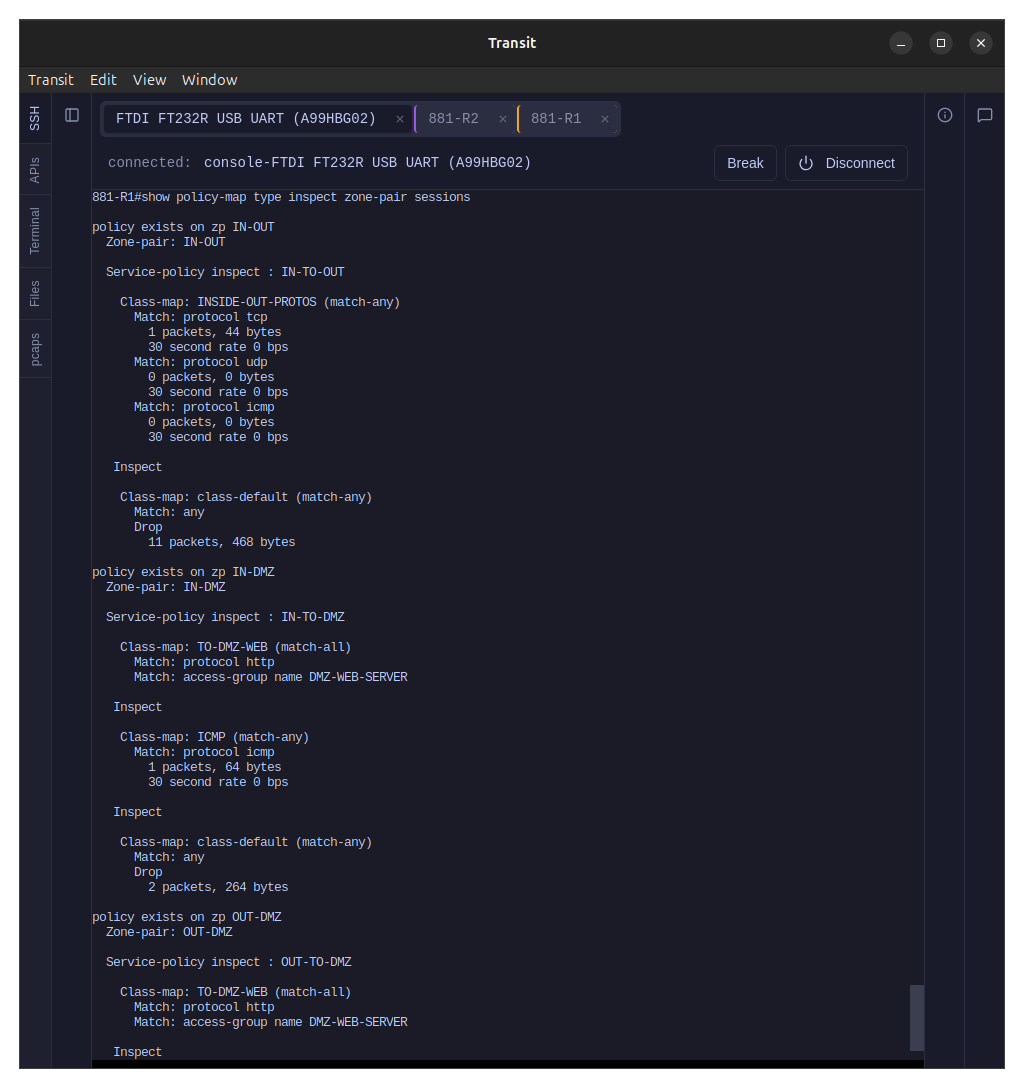 Transit
Transit Edit View Window
SSH
APIs
Terminal
Files
pcaps
FTDI FT232R USB UART (A99HBG02) × 881-R2 × 881-R1 ×
connected: console-FTDI FT232R USB UART (A99HBG02)
Break Disconnect
881-R1#show policy-map type inspect zone-pair sessions
policy exists on zp IN-OUT
Zone-pair: IN-OUT
Service-policy inspect : IN-TO-OUT
Class-map: INSIDE-OUT-PROTOS (match-any)
Match: protocol tcp
1 packets, 44 bytes
30 second rate 0 bps
Match: protocol udp
0 packets, 0 bytes
30 second rate 0 bps
Match: protocol icmp
0 packets, 0 bytes
30 second rate 0 bps
Inspect
Class-map: class-default (match-any)
Match: any
Drop
11 packets, 468 bytes
policy exists on zp IN-DMZ
Zone-pair: IN-DMZ
Service-policy inspect : IN-TO-DMZ
Class-map: TO-DMZ-WEB (match-all)
Match: protocol http
Match: access-group name DMZ-WEB-SERVER
Inspect
Class-map: ICMP (match-any)
Match: protocol icmp
1 packets, 64 bytes
30 second rate 0 bps
Inspect
Class-map: class-default (match-any)
Match: any
Drop
2 packets, 264 bytes
policy exists on zp OUT-DMZ
Zone-pair: OUT-DMZ
Service-policy inspect : OUT-TO-DMZ
Class-map: TO-DMZ-WEB (match-all)
Match: protocol http
Match: access-group name DMZ-WEB-SERVER
Inspect